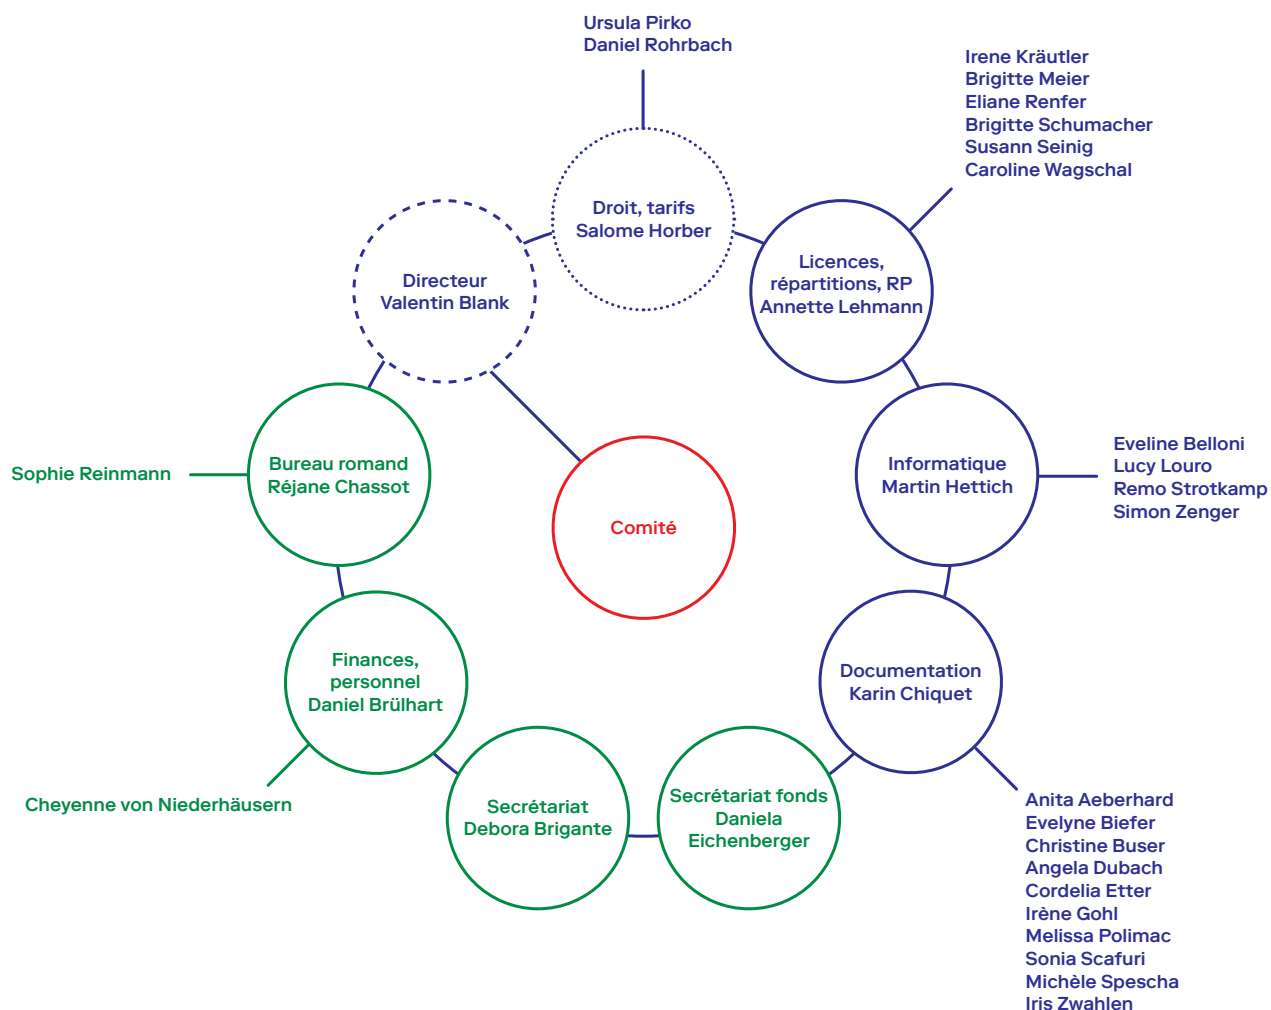 Ursula Pirko
Daniel Rohrbach
Irene Kräutler
Brigitte Meier
Eliane Renfer
Brigitte Schumacher
Susann Seinig
Caroline Wagschal
Droit, tarifs
Salome Horber
Licences,
répartitions, RP
Annette Lehmann
Directeur
Valentin Blank
Sophie Reinmann
Bureau romand
Réjane Chassot
Comité
Informatique
Martin Hettich
Eveline Belloni
Lucy Louro
Remo Strotkamp
Simon Zenger
Finances,
personnel
Daniel Brülhart
Documentation
Karin Chiquet
Cheyenne von Niederhäusern
Secrétariat
Debora Brigante
Secrétariat fonds
Daniela
Eichenberger
Anita Aeberhard
Evelyne Biefer
Christine Buser
Angela Dubach
Cordelia Etter
Irène Gohl
Melissa Polimac
Sonia Scafuri
Michèle Spescha
Iris Zwahlen